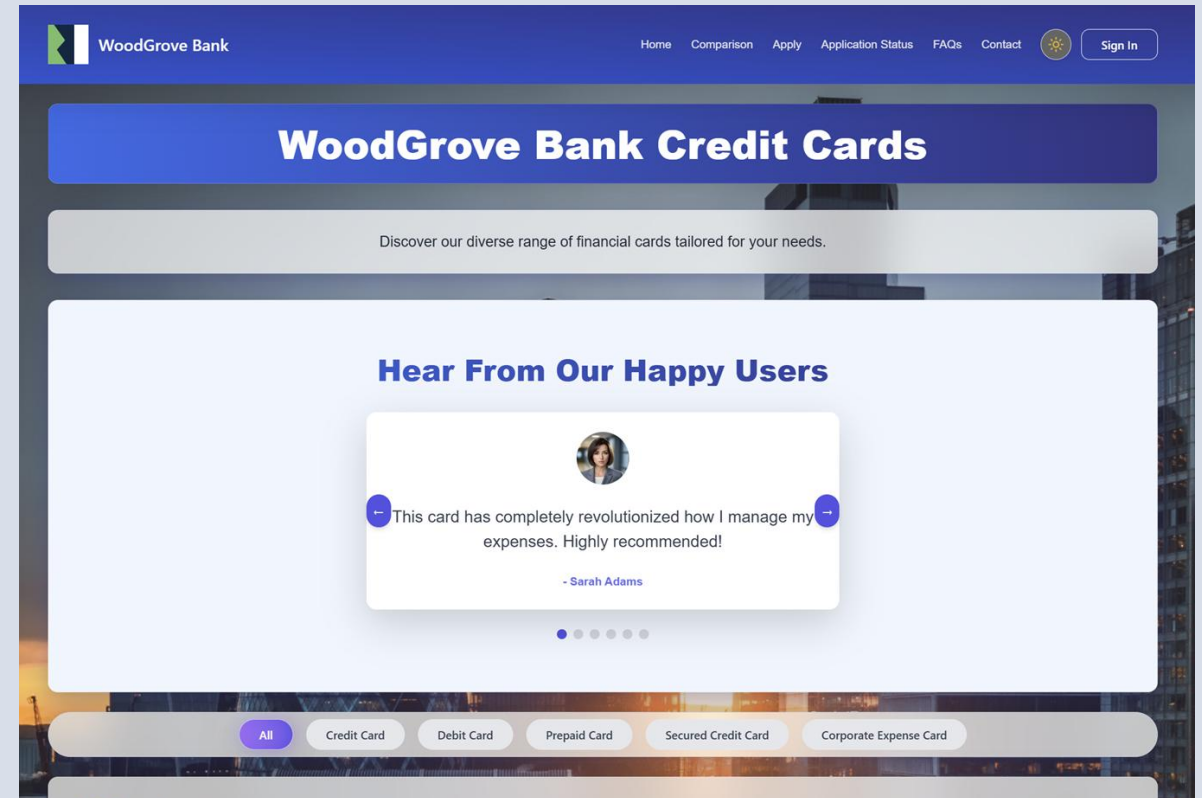 WoodGrove Bank
Home
Comparison
Apply
Application Status
FAQs
Contact
Sign In
WoodGrove Bank Credit Cards
Discover our diverse range of financial cards tailored for your needs.
Hear From Our Happy Users
←
→
This card has completely revolutionized how I manage my
expenses. Highly recommended!
- Sarah Adams
All
Credit Card
Debit Card
Prepaid Card
Secured Credit Card
Corporate Expense Card